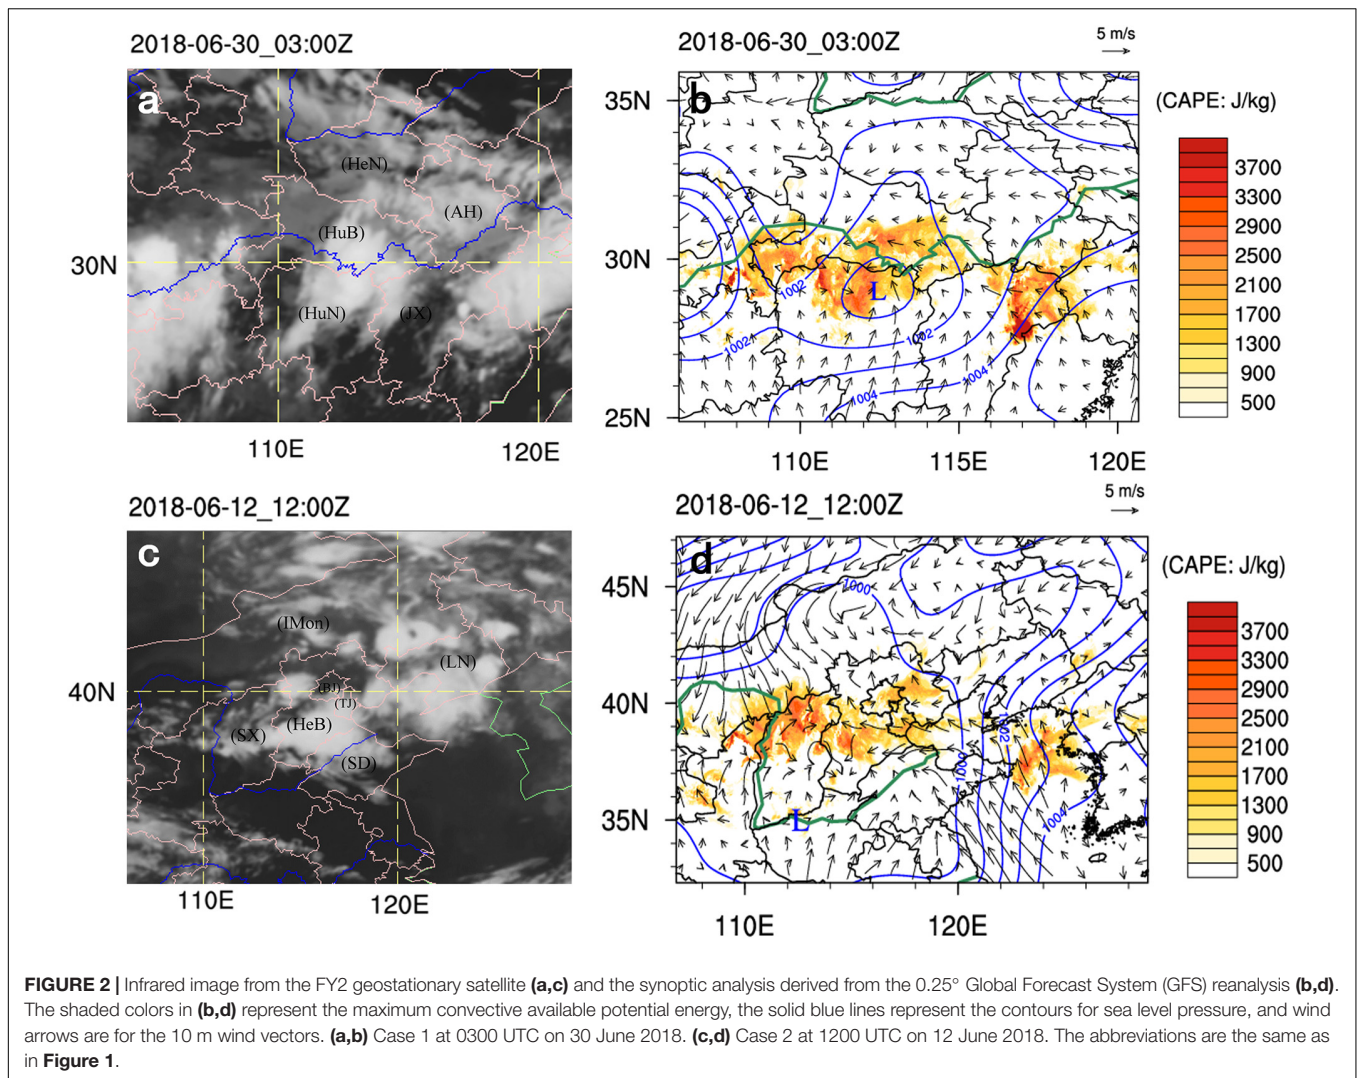 2018-06-30_03:00Z
a
(HeN)
(AH)
(HuB)
(HuN)
(JX)
30N
110E
120E
2018-06-30_03:00Z
5 m/s
b
35N
30N
25N
1002
L
1002
1002
1004
1004
110E
115E
120E
(CAPE: J/kg)
3700
3300
2900
2500
2100
1700
1300
900
500
2018-06-12_12:00Z
c
(IMon)
(LN)
(BJ)
(TJ)
(HeB)
(SX)
(SD)
40N
110E
120E
2018-06-12_12:00Z
5 m/s
d
45N
40N
35N
1000
1002
1004
1004
L
110E
120E
(CAPE: J/kg)
3700
3300
2900
2500
2100
1700
1300
900
500
FIGURE 2 | Infrared image from the FY2 geostationary satellite (a,c) and the synoptic analysis derived from the 0.25° Global Forecast System (GFS) reanalysis (b,d).
The shaded colors in (b,d) represent the maximum convective available potential energy, the solid blue lines represent the contours for sea level pressure, and wind
arrows are for the 10 m wind vectors. (a,b) Case 1 at 0300 UTC on 30 June 2018. (c,d) Case 2 at 1200 UTC on 12 June 2018. The abbreviations are the same as
in Figure 1.